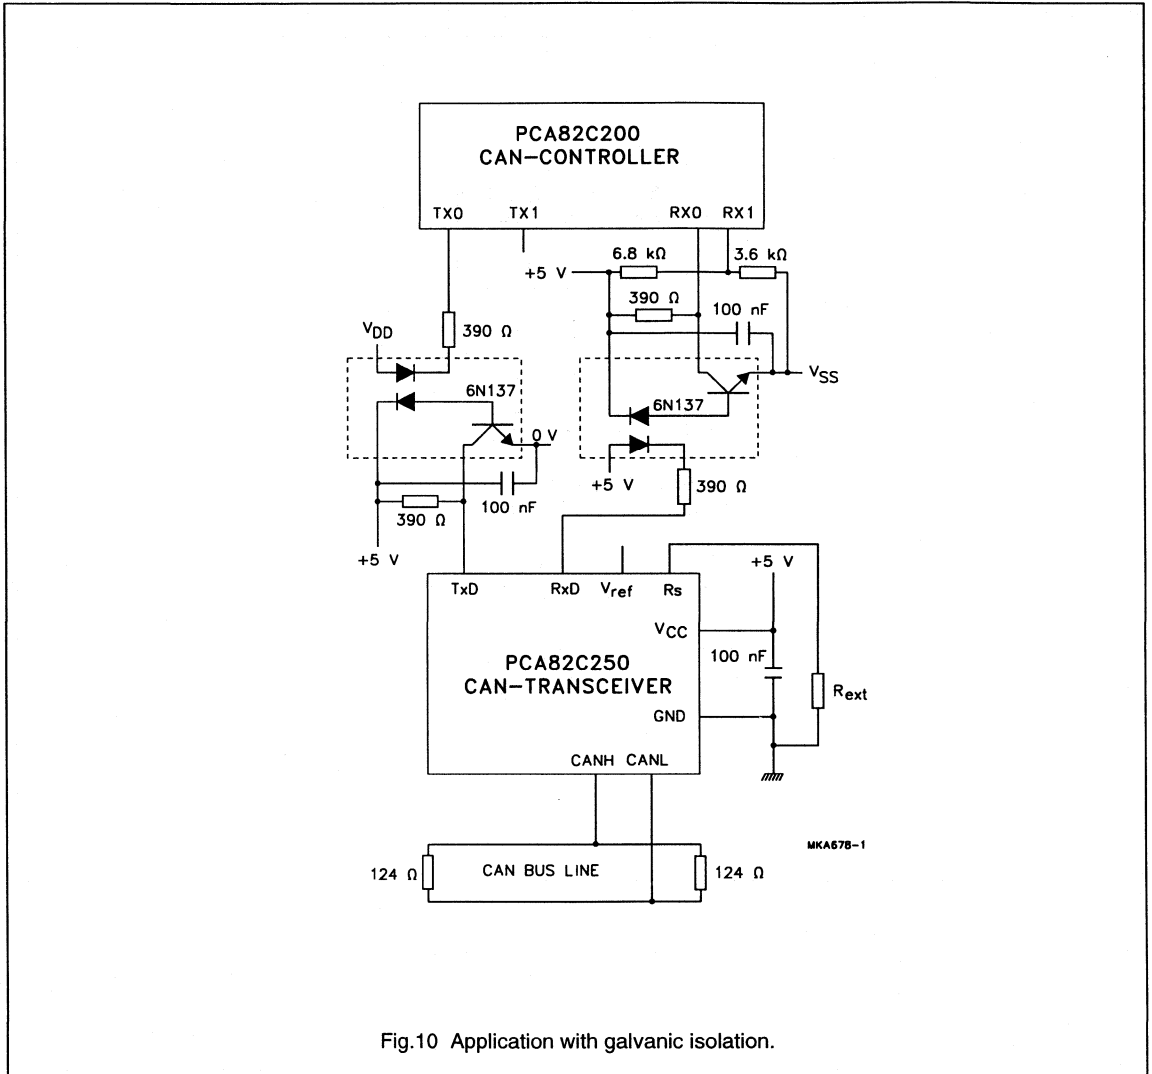 PCA82C200
CAN-CONTROLLER
TX0 TX1 RX0 RX1
6.8 kΩ 3.6 kΩ
+5 V
390 Ω 100 nF
VDD 390 Ω
VSS
6N137 6N137
0 V
+5 V 390 Ω
100 nF
390 Ω
+5 V +5 V
TxD RxD Vref Rs
VCC
PCA82C250 100 nF
CAN-TRANSCEIVER Rext
GND
CANH CANL
MKA678-1
124 Ω CAN BUS LINE 124 Ω
Fig.10 Application with galvanic isolation.